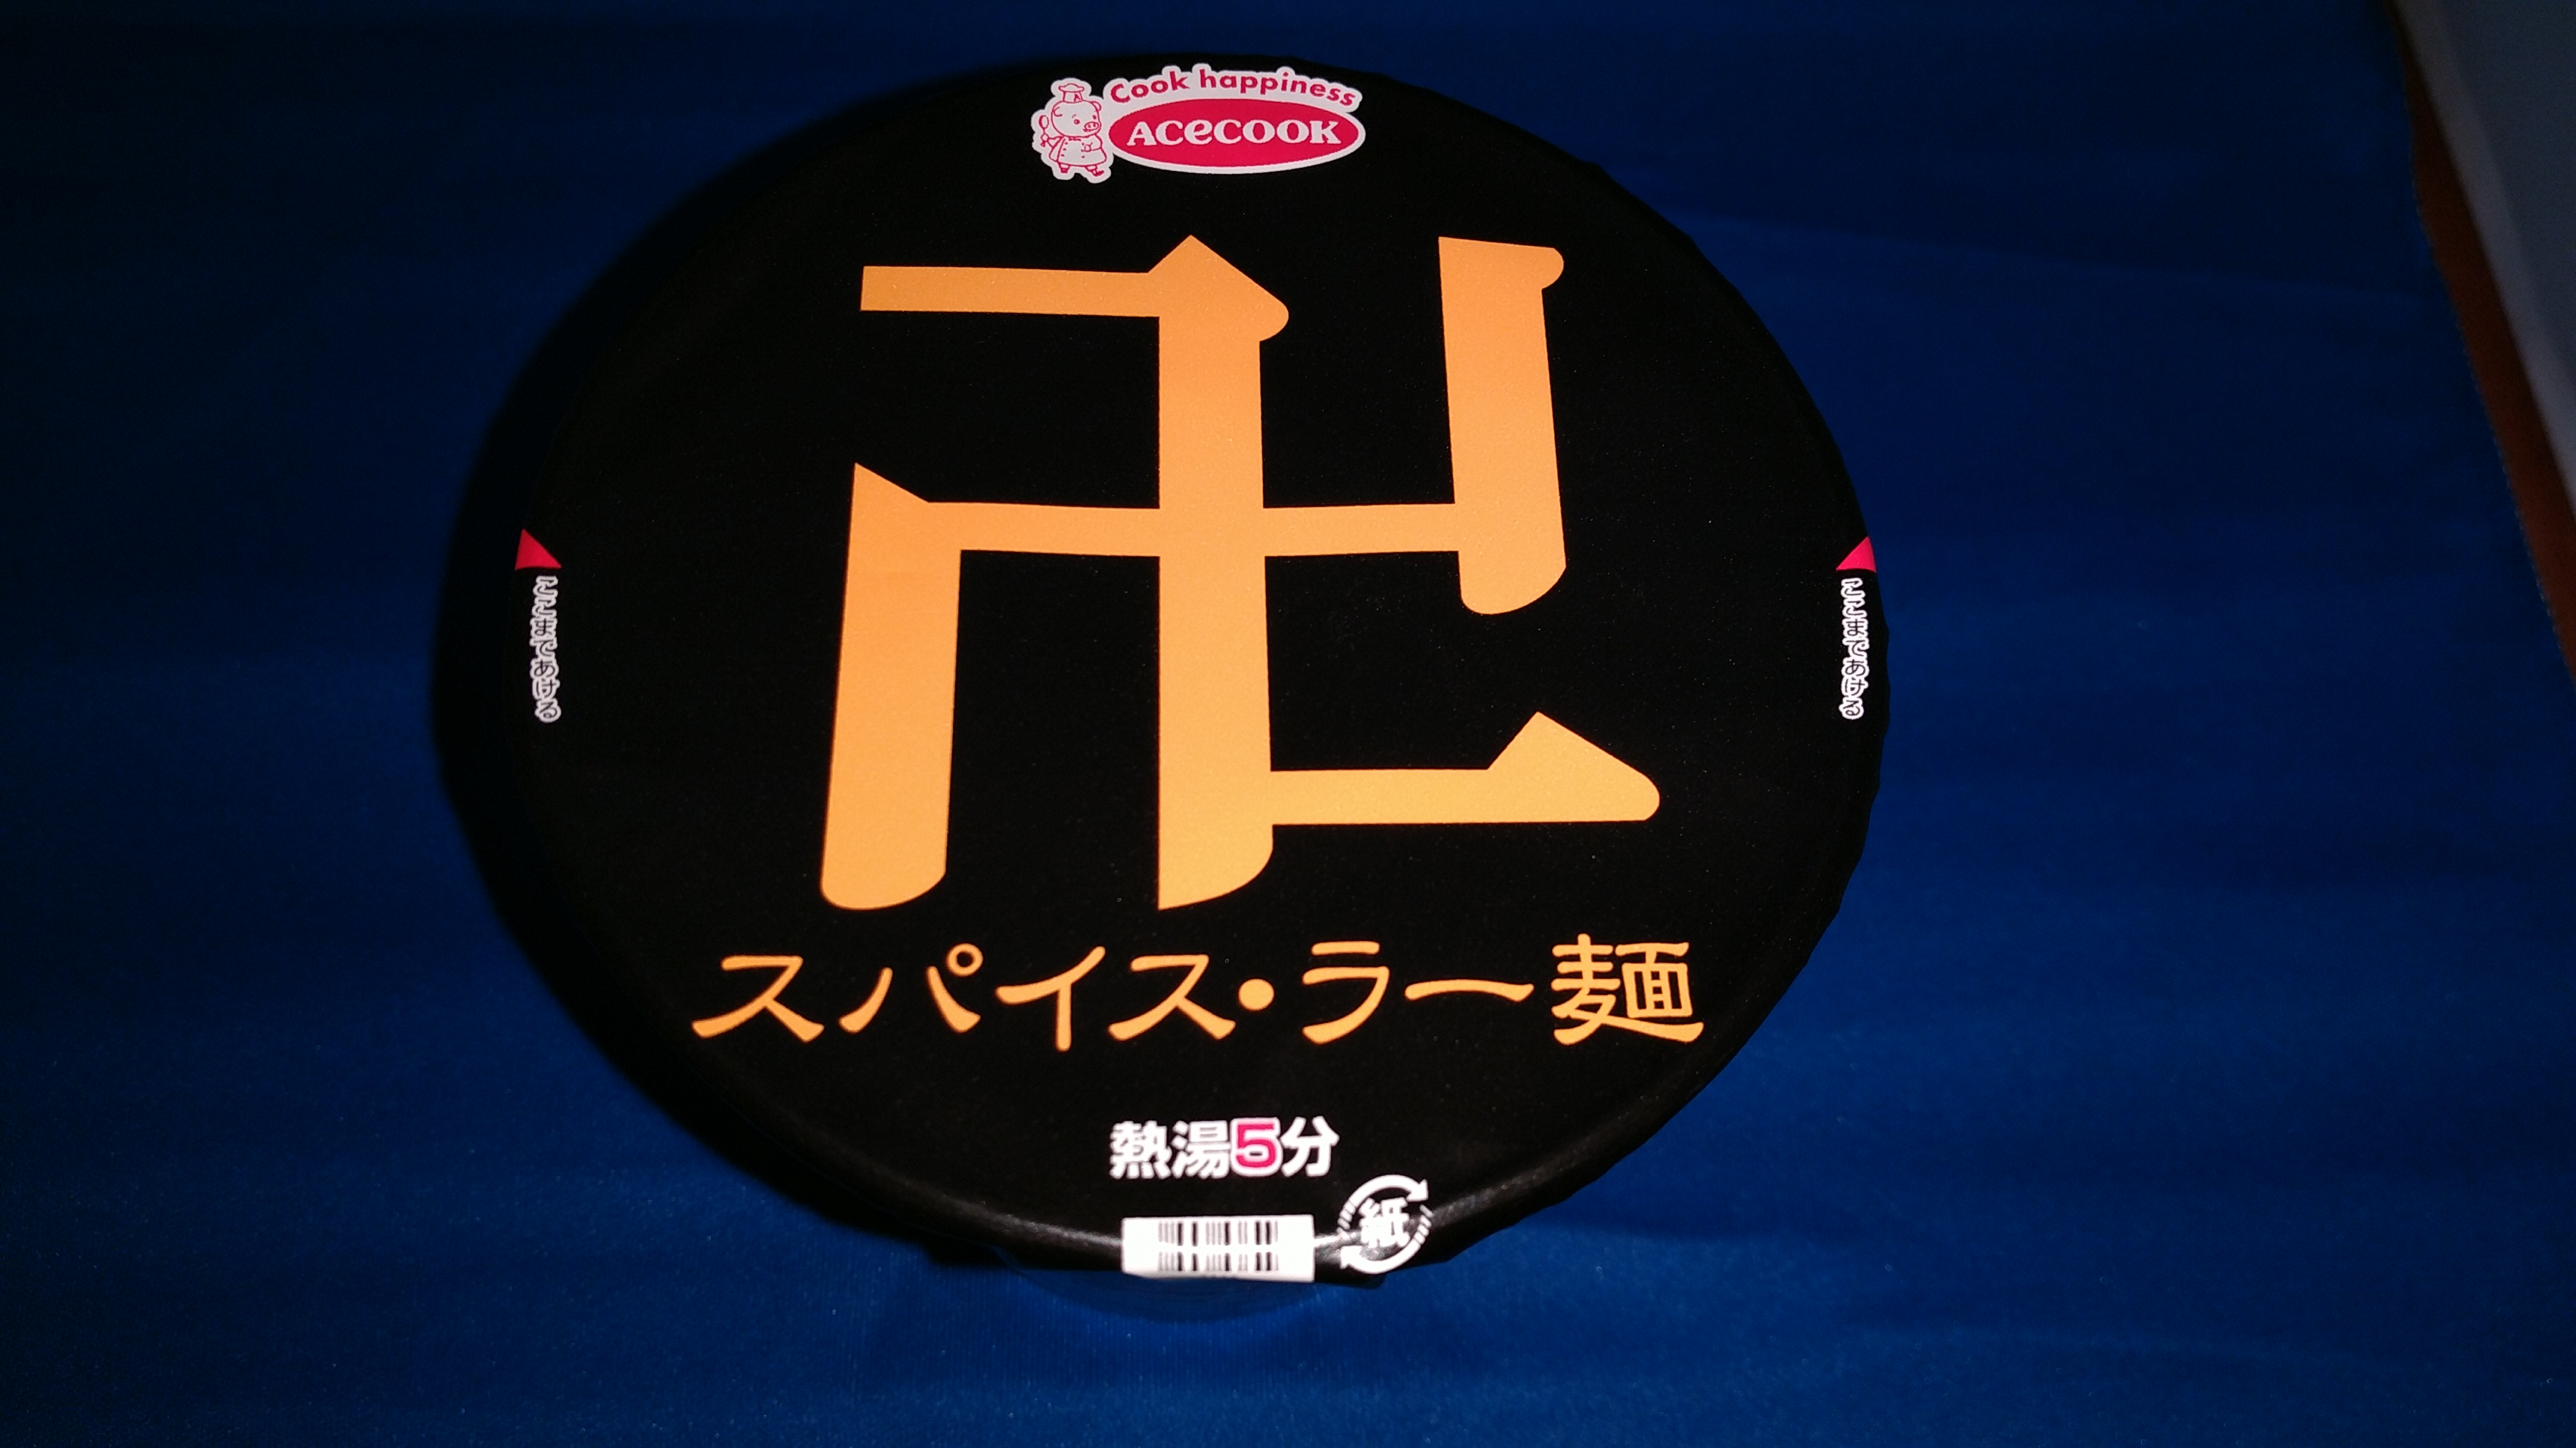 Cook happiness
ACECOOK
卍
ここまであける
ここまであける
スパイス・ラー麺
熱湯5分
紙